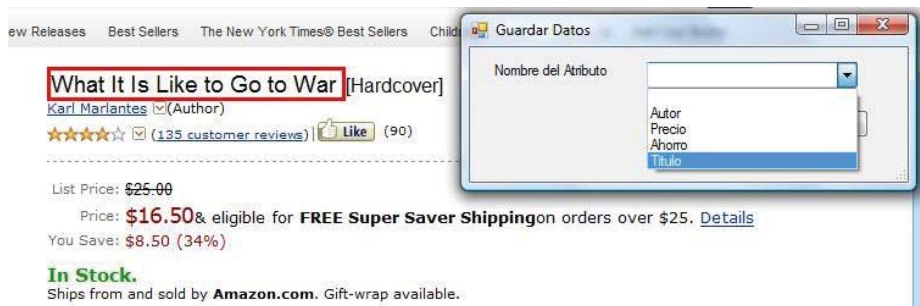 ew Releases Best Sellers The New York Times® Best Sellers Child
Guardar Datos
Nombre del Atributo
Autor
Precio
Ahorro
Titulo
What It Is Like to Go to War [Hardcover]
Karl Marlantes (Author)
(135 customer reviews) | Like (90)
List Price: $25.00
Price: $16.50 & eligible for FREE Super Saver Shipping on orders over $25. Details
You Save: $8.50 (34%)
In Stock.
Ships from and sold by Amazon.com. Gift-wrap available.